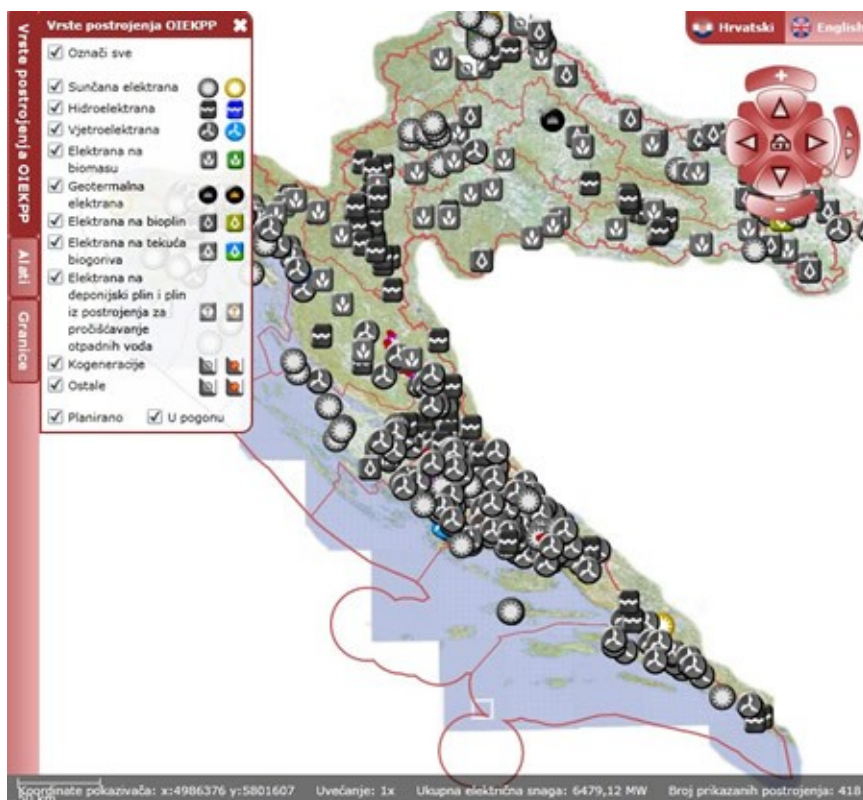 Vrste postrojenja OIEKPP
Hrvatski
English
Označi sve
Sunčana elektrana
Hidroelektrana
Vjetroelektrana
Elektrana na
biomasu
Geotermalna
elektrana
Elektrana na bioplin
Elektrana na tekuća
biogoriva
Elektrana na
deponijski plin i plin
iz postrojenja za
pročišćavanje
otpadnih voda
Kogeneracije
Ostale
Planirano
U pogonu
Vrste postrojenja OIEKPP
Alati
Granice
Koordinate pokazivača: x:4986376 y:5801607 Uvećanje: 1x Ukupna električna snaga: 6479,12 MW Broj prikazanih postrojenja: 418
50 km